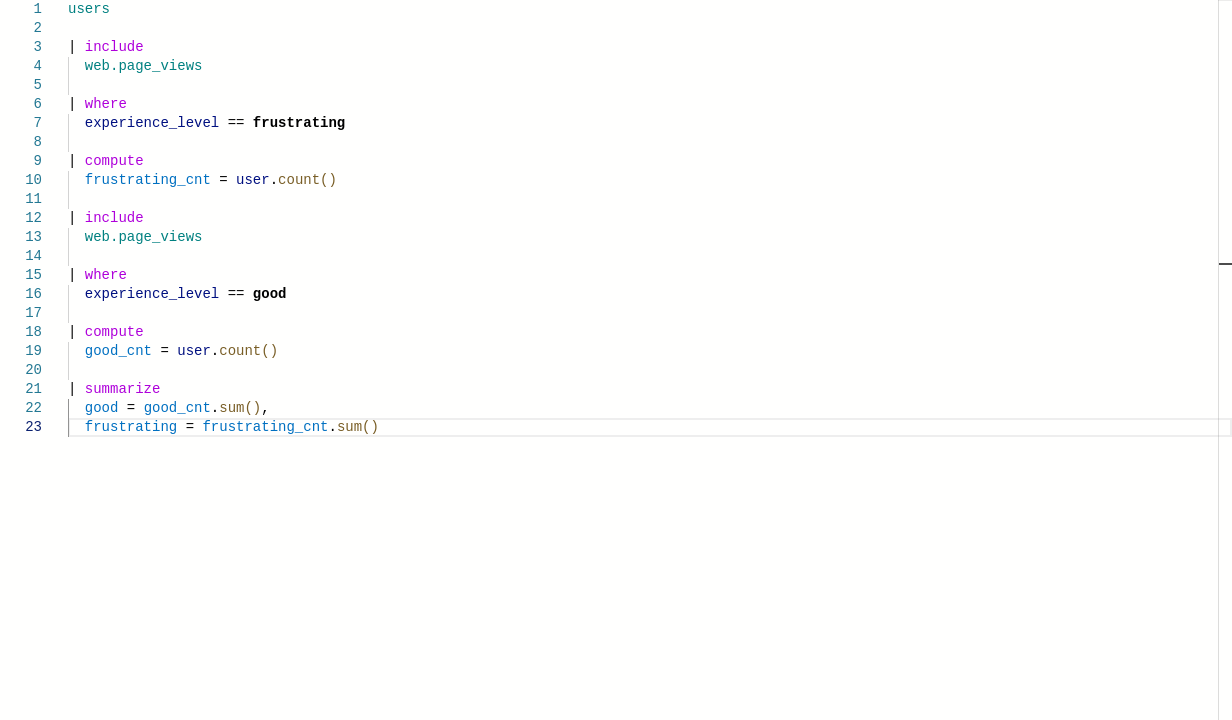 1 users
2
3 | include
4 web.page_views
5
6 | where
7 experience_level == frustrating
8
9 | compute
10 frustrating_cnt = user.count()
11
12 | include
13 web.page_views
14
15 | where
16 experience_level == good
17
18 | compute
19 good_cnt = user.count()
20
21 | summarize
22 good = good_cnt.sum(),
23 frustrating = frustrating_cnt.sum()